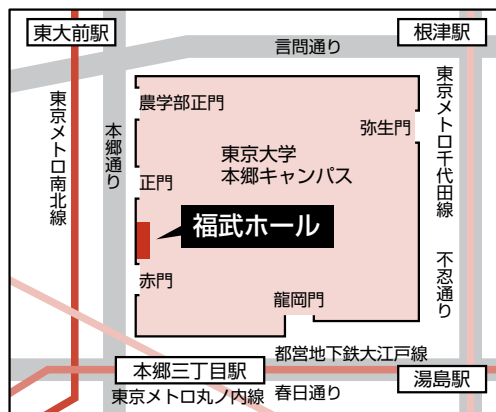 東大前駅
根津駅
言問通り
農学部正門
弥生門
東京メトロ南北線
本郷通り
東京メトロ千代田線
東京大学
本郷キャンパス
正門
福武ホール
不忍通り
赤門
龍岡門
都営地下鉄大江戸線
本郷三丁目駅
湯島駅
東京メトロ丸ノ内線
春日通り